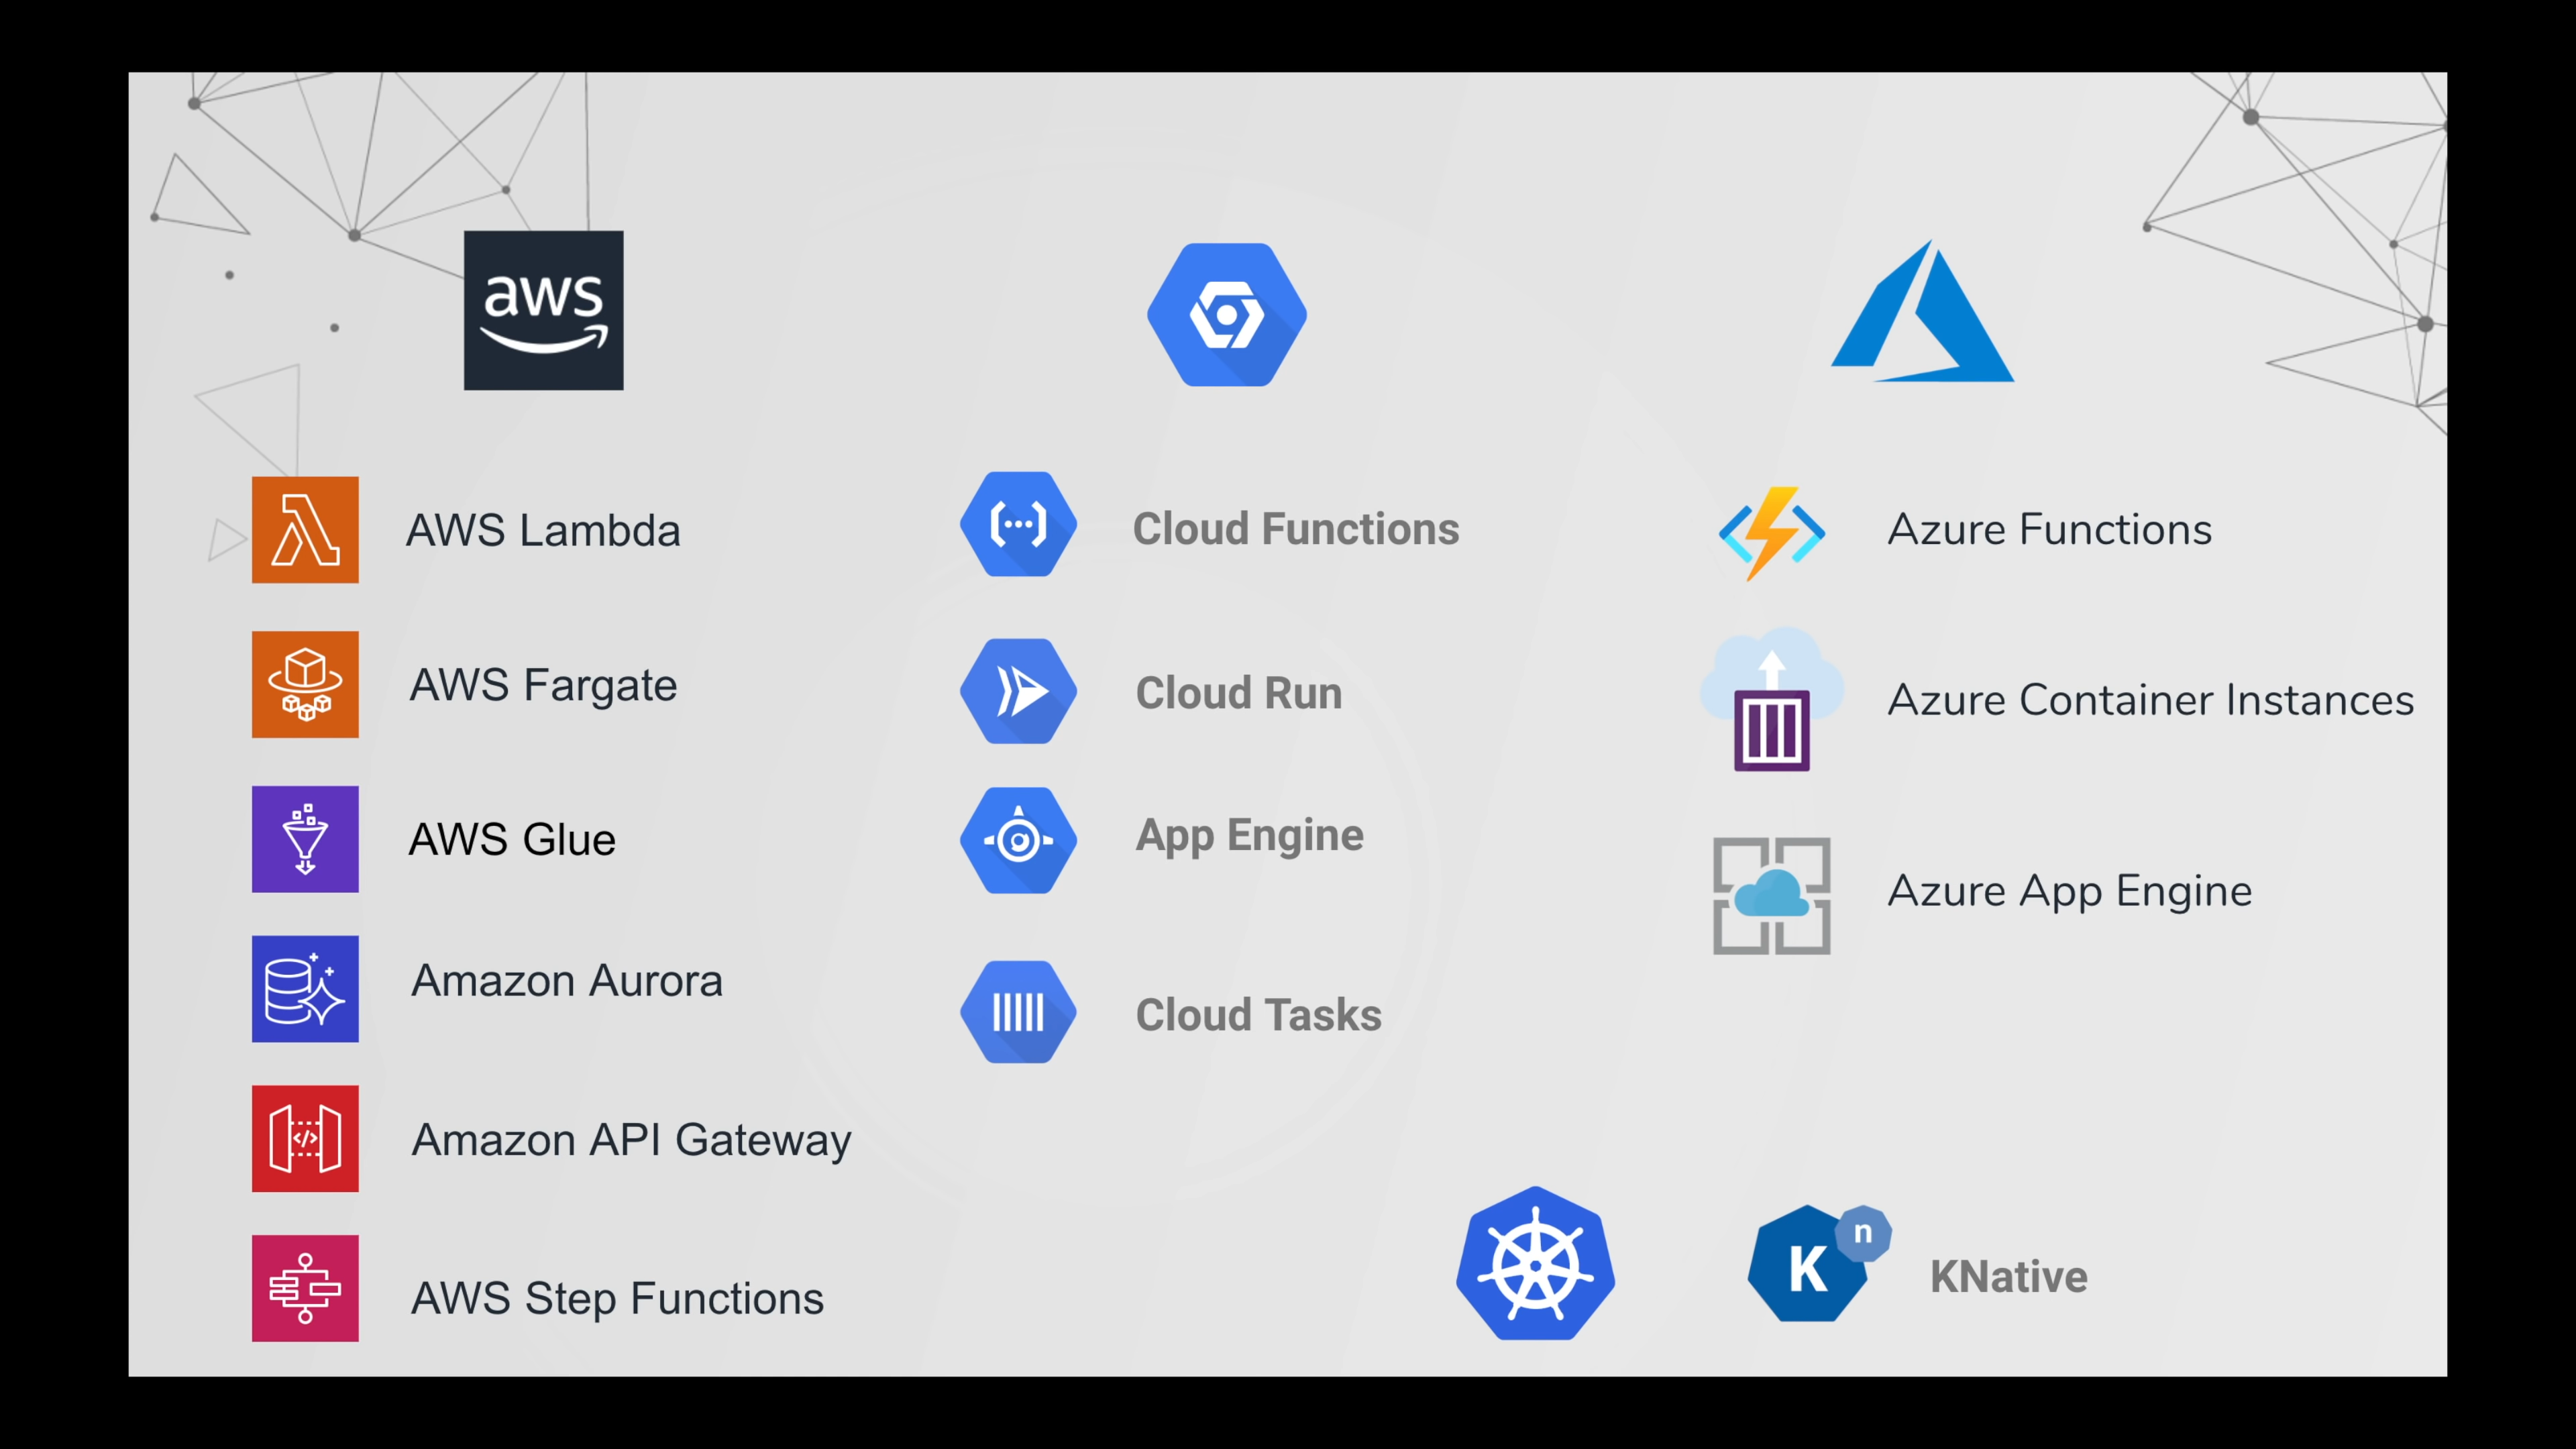 aws
AWS Lambda
AWS Fargate
AWS Glue
Amazon Aurora
</>
Amazon API Gateway
AWS Step Functions
Cloud Functions
Cloud Run
App Engine
Cloud Tasks
Azure Functions
Azure Container Instances
Azure App Engine
K n
KNative